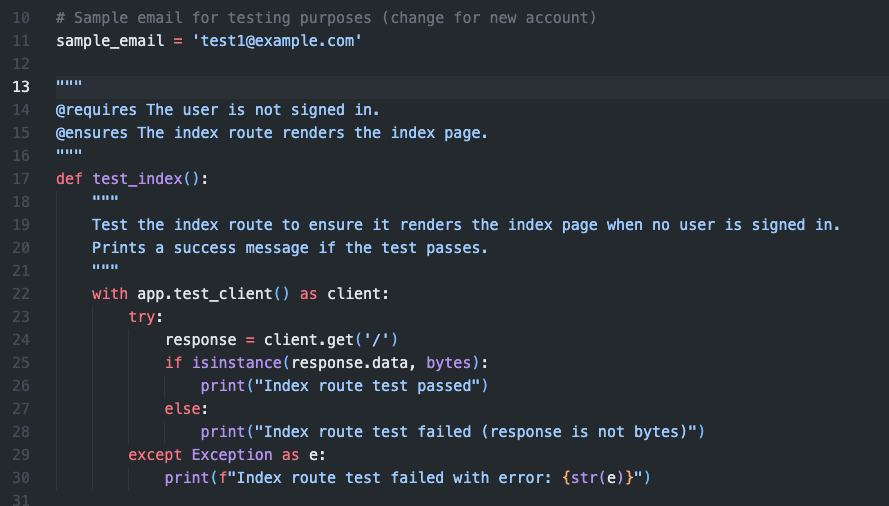 10 # Sample email for testing purposes (change for new account)
11 sample_email = 'test1@example.com'
12
13 """
14 @requires The user is not signed in.
15 @ensures The index route renders the index page.
16 """
17 def test_index():
18     """
19     Test the index route to ensure it renders the index page when no user is signed in.
20     Prints a success message if the test passes.
21     """
22     with app.test_client() as client:
23         try:
24             response = client.get('/')
25             if isinstance(response.data, bytes):
26                 print("Index route test passed")
27             else:
28                 print("Index route test failed (response is not bytes)")
29         except Exception as e:
30             print(f"Index route test failed with error: {str(e)}")
31